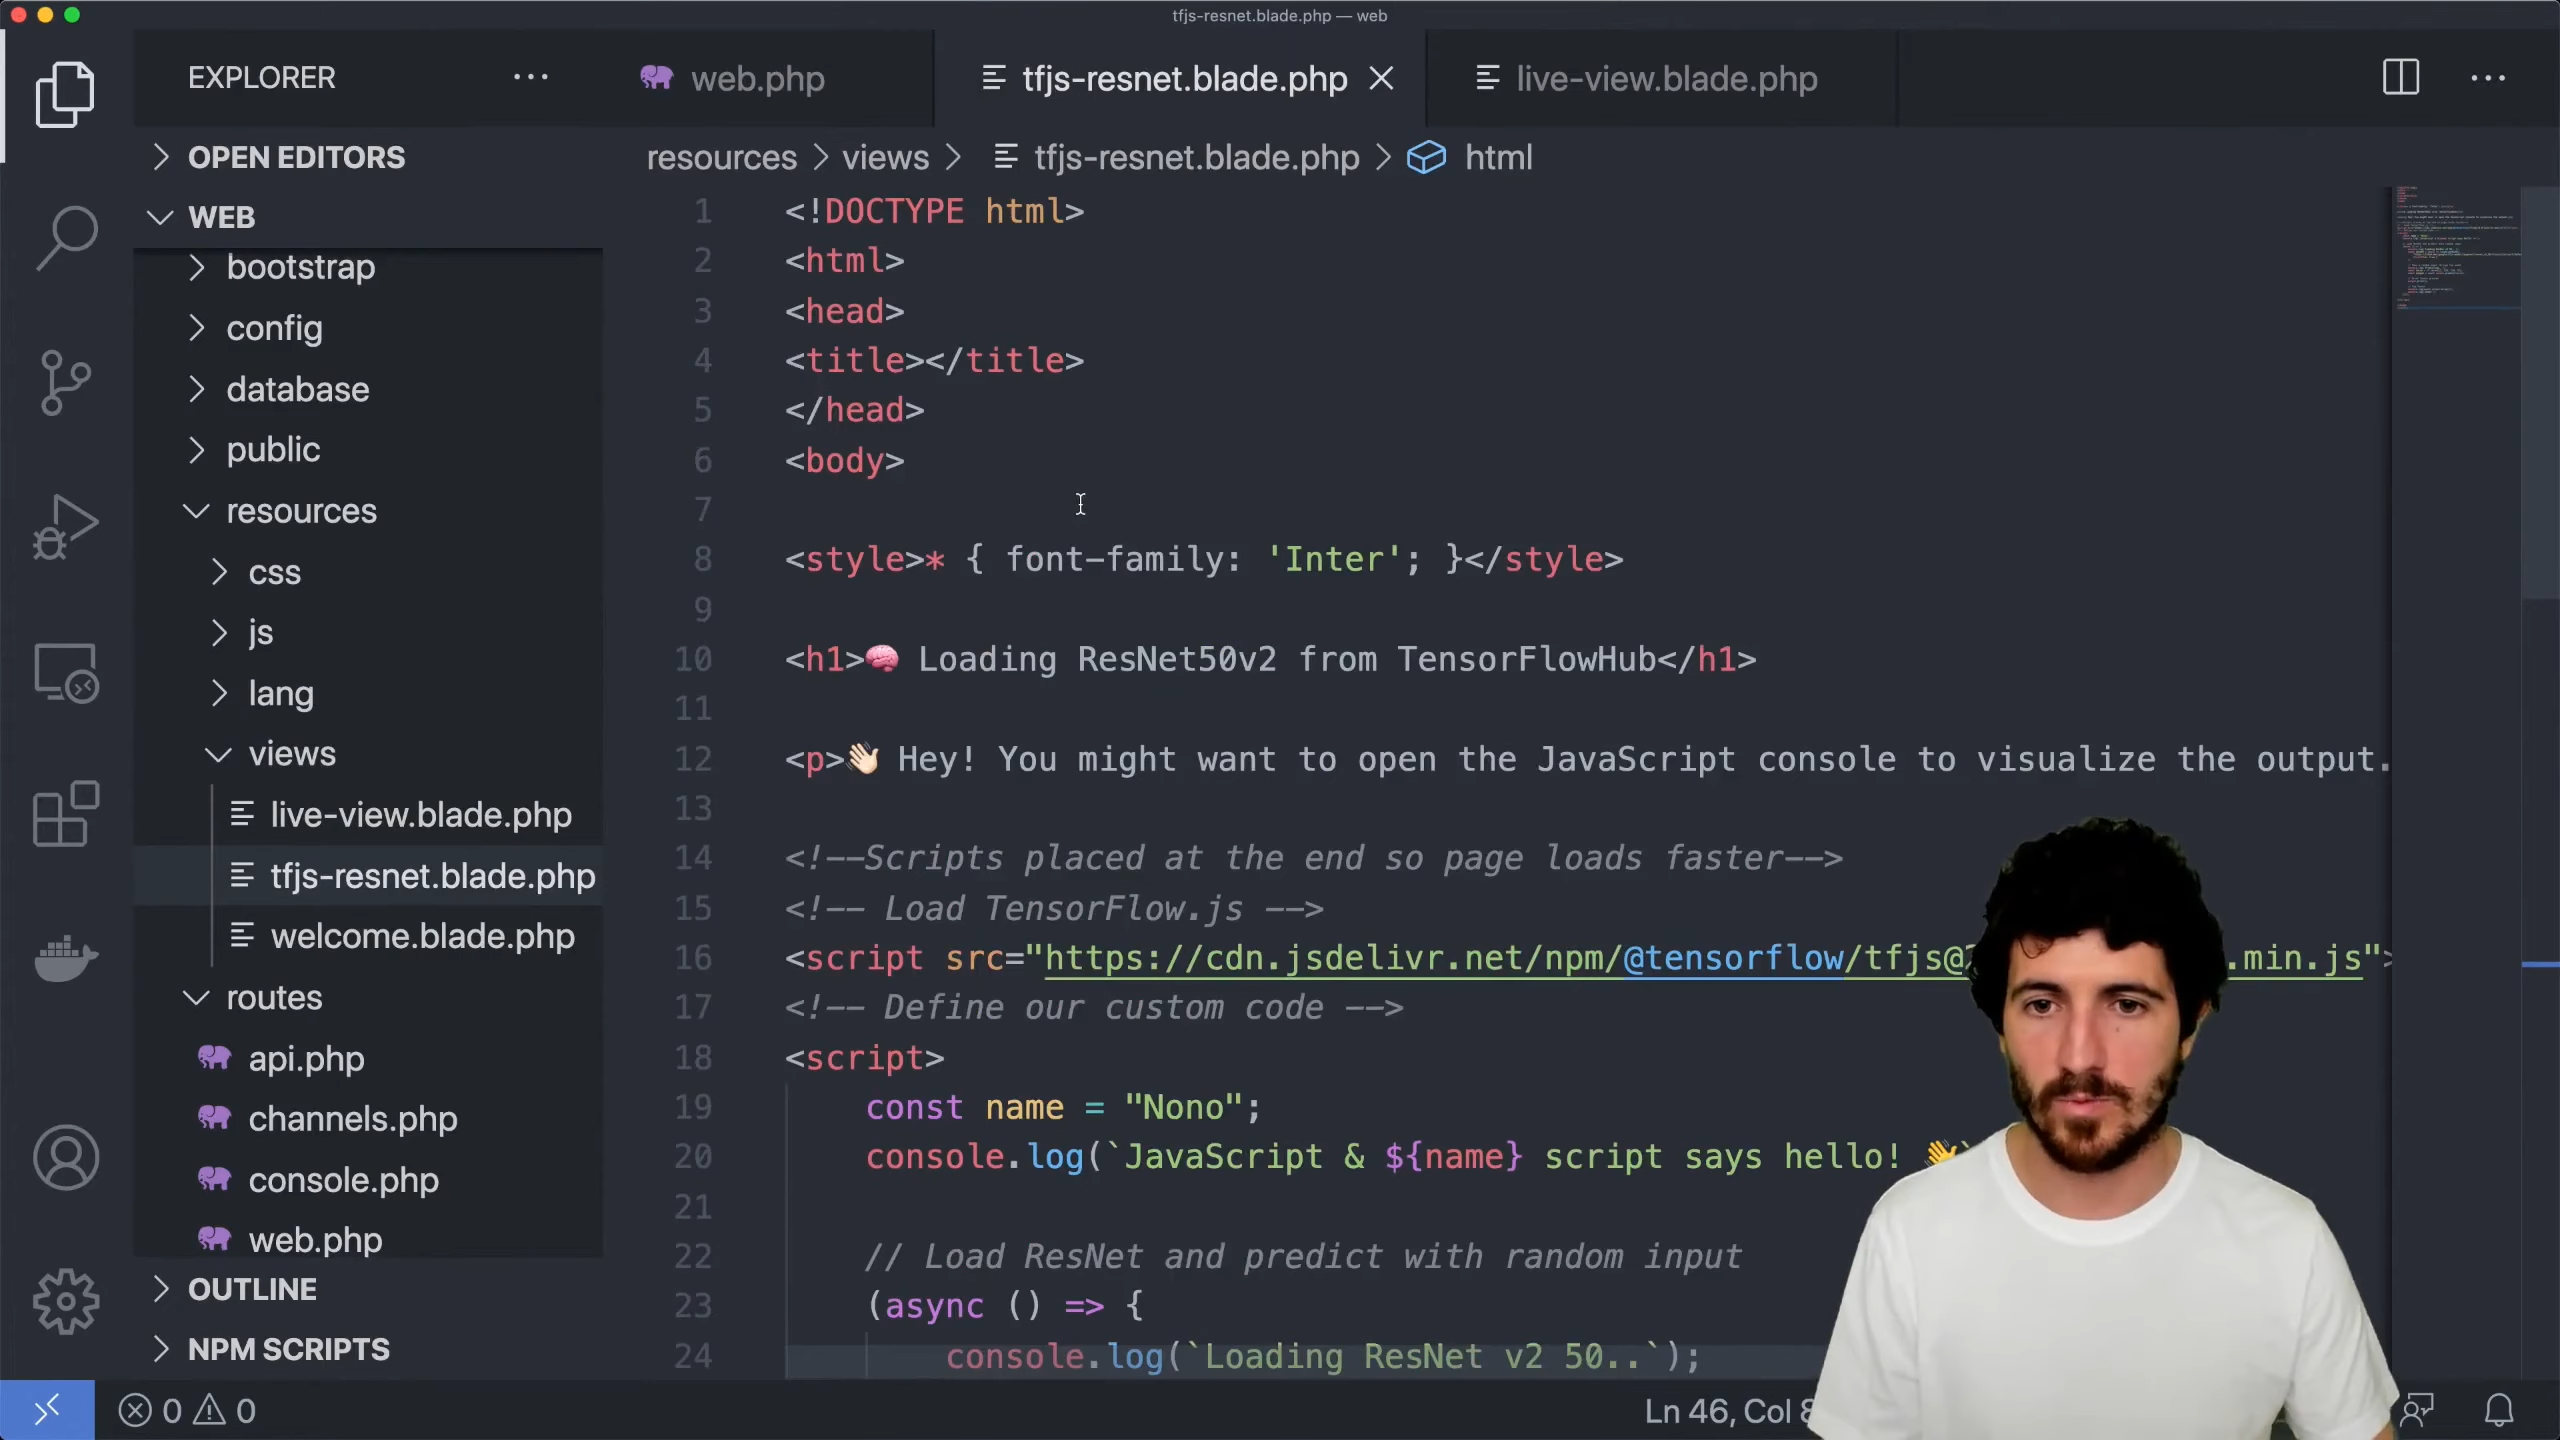 tfjs-resnet.blade.php — web
EXPLORER
web.php
tfjs-resnet.blade.php
live-view.blade.php
OPEN EDITORS
WEB
bootstrap
config
database
public
resources
css
js
lang
views
live-view.blade.php
tfjs-resnet.blade.php
welcome.blade.php
routes
api.php
channels.php
console.php
web.php
OUTLINE
NPM SCRIPTS
resources > views > tfjs-resnet.blade.php > html
1 <!DOCTYPE html>
2 <html>
3 <head>
4 <title></title>
5 </head>
6 <body>
7
8 <style>* { font-family: 'Inter'; }</style>
9
10 <h1>🧠 Loading ResNet50v2 from TensorFlowHub</h1>
11
12 <p>👋🏻 Hey! You might want to open the JavaScript console to visualize the output.
13
14 <!--Scripts placed at the end so page loads faster-->
15 <!-- Load TensorFlow.js -->
16 <script src="https://cdn.jsdelivr.net/npm/@tensorflow/tfjs@ .min.js">
17 <!-- Define our custom code -->
18 <script>
19 const name = "Nono";
20 console.log(`JavaScript & ${name} script says hello! 👋`
21
22 // Load ResNet and predict with random input
23 (async () => {
24 console.log(`Loading ResNet v2 50..`);
0 0
Ln 46, Col